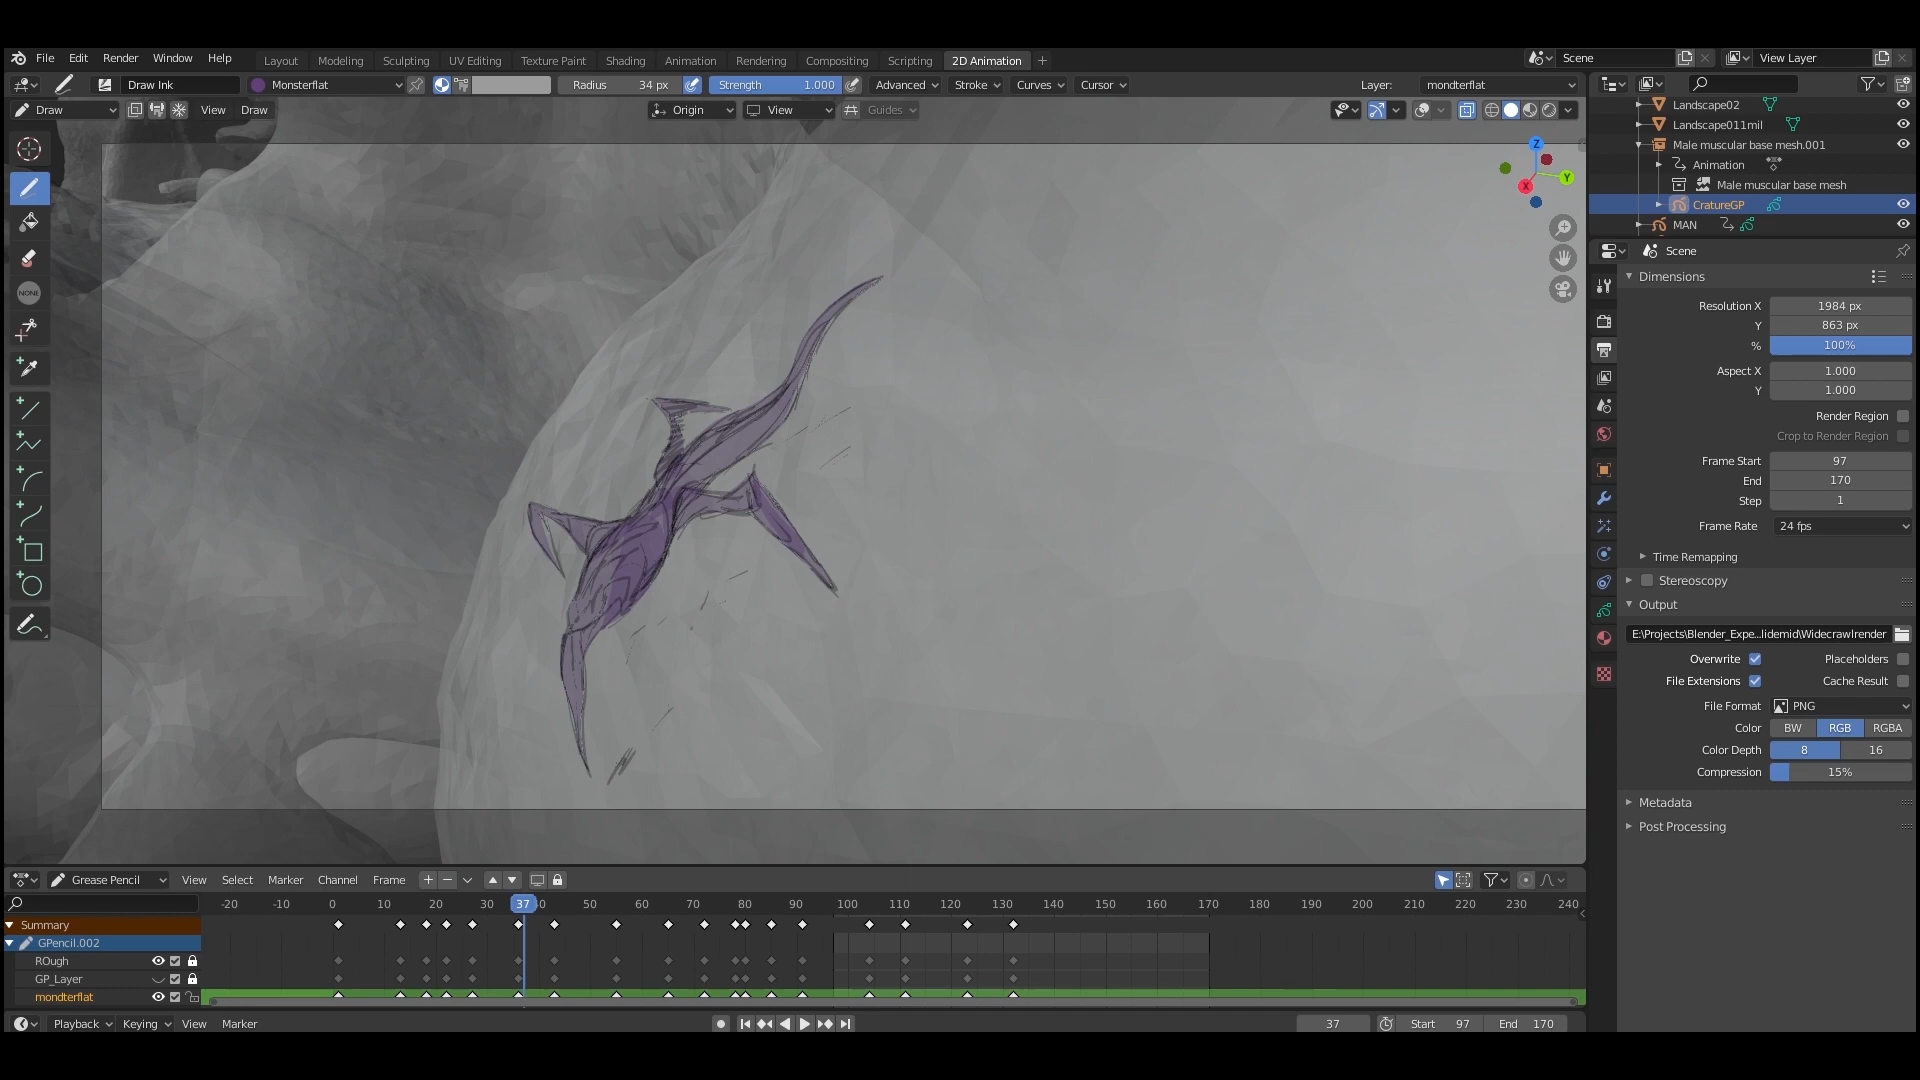 File Edit Render Window Help Layout Modeling Sculpting UV Editing Texture Paint Shading Animation Rendering Compositing Scripting 2D Animation + Scene View Layer
Draw Ink Monsterflat Radius 34 px Strength 1.000 Advanced Stroke Curves Cursor Layer: mondterflat
Draw View Draw Origin View Guides
Z
Y
X
NONE
Landscape02
Landscape011mil
Male muscular base mesh.001
Animation
Male muscular base mesh
CratureGP
MAN
Scene
Dimensions
Resolution X 1984 px
Y 863 px
% 100%
Aspect X 1.000
Y 1.000
Render Region
Crop to Render Region
Frame Start 97
End 170
Step 1
Frame Rate 24 fps
Time Remapping
Stereoscopy
Output
E:\Projects\Blender_Expe...lidemid\Widecrawlrender
Overwrite Placeholders
File Extensions Cache Result
File Format PNG
Color BW RGB RGBA
Color Depth 8 16
Compression 15%
Metadata
Post Processing
Grease Pencil View Select Marker Channel Frame
-20 -10 0 10 20 30 37 50 60 70 80 90 100 110 120 130 140 150 160 170 180 190 200 210 220 230 240
Summary
GPencil.002
ROugh
GP_Layer
mondterflat
Playback Keying View Marker 37 Start 97 End 170